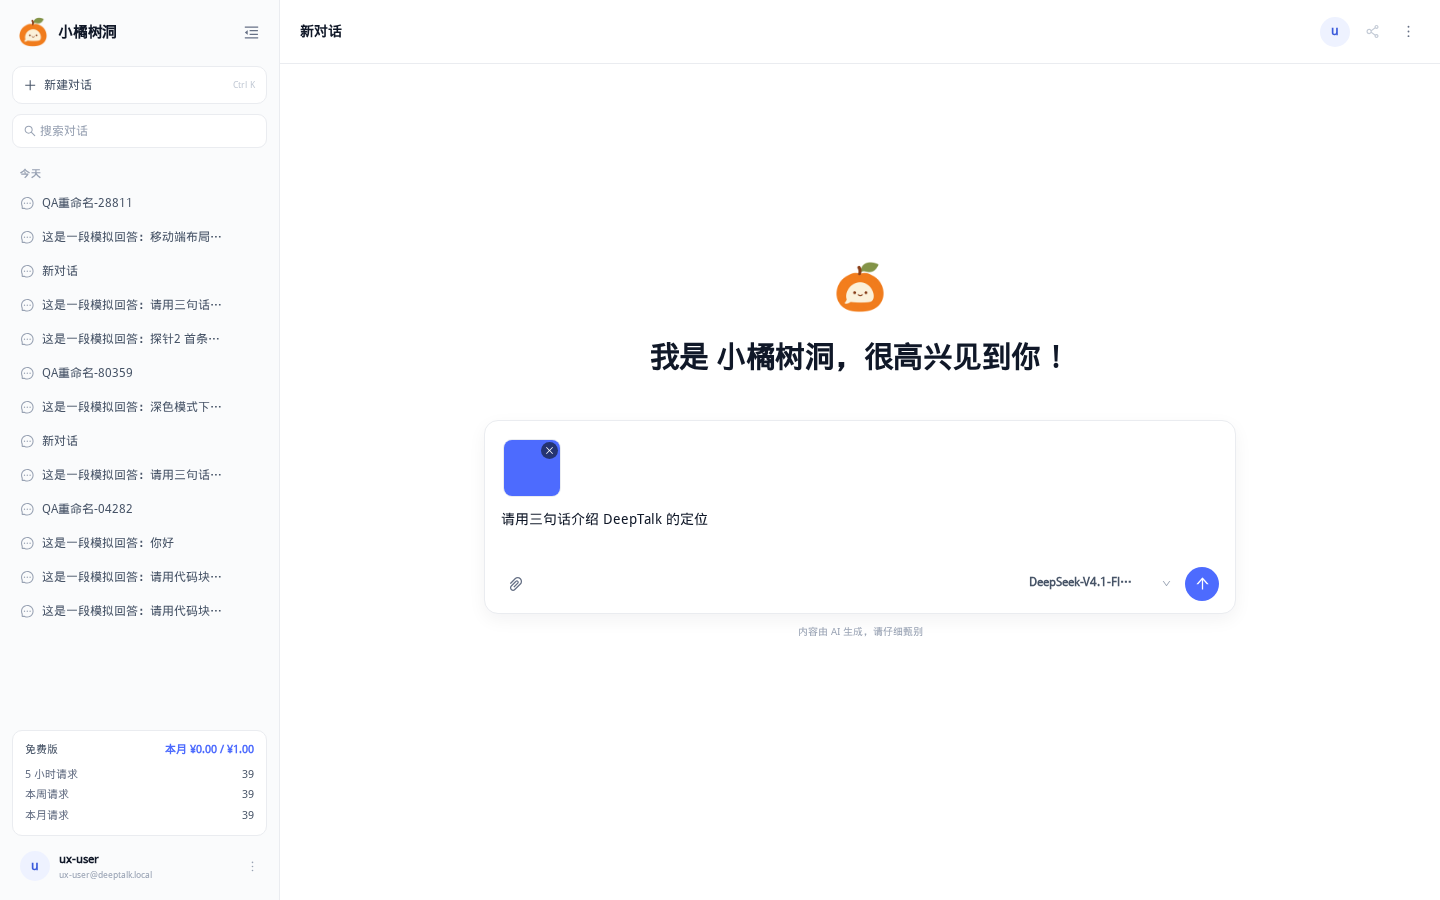 小橘树洞
新建对话
Ctrl K
搜索对话
今天
QA重命名-28811
这是一段模拟回答：移动端布局···
新对话
这是一段模拟回答：请用三句话···
这是一段模拟回答：探针2 首条···
QA重命名-80359
这是一段模拟回答：深色模式下···
新对话
这是一段模拟回答：请用三句话···
QA重命名-04282
这是一段模拟回答：你好
这是一段模拟回答：请用代码块···
这是一段模拟回答：请用代码块···
免费版
本月 ¥0.00 / ¥1.00
5 小时请求 39
本周请求 39
本月请求 39
u
ux-user
ux-user@deeptalk.local
新对话
u
我是 小橘树洞，很高兴见到你！
请用三句话介绍 DeepTalk 的定位
DeepSeek-V4.1-Fl···
内容由 AI 生成，请仔细甄别